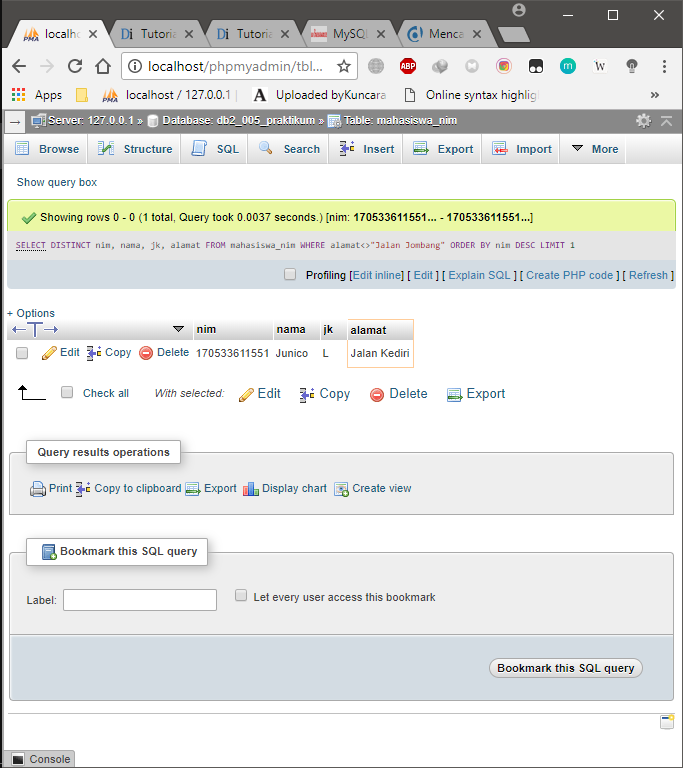 localh
Di Tutoria
Di Tutoria
MySQL
Menca
localhost/phpmyadmin/tbl...
ABP
m
W
Apps
localhost / 127.0.0.1
A Uploaded byKuncara
Online syntax highlig
»
Server: 127.0.0.1 » Database: db2_005_praktikum » Table: mahasiswa_nim
Browse Structure SQL Search Insert Export Import More
Show query box
Showing rows 0 - 0 (1 total, Query took 0.0037 seconds.) [nim: 170533611551... - 170533611551...]
SELECT DISTINCT nim, nama, jk, alamat FROM mahasiswa_nim WHERE alamat<>"Jalan Jombang" ORDER BY nim DESC LIMIT 1
Profiling [Edit inline] [ Edit ] [ Explain SQL ] [ Create PHP code ] [ Refresh ]
+ Options
nim nama jk alamat
Edit Copy Delete 170533611551 Junico L Jalan Kediri
Check all With selected: Edit Copy Delete Export
Query results operations
Print Copy to clipboard Export Display chart Create view
Bookmark this SQL query
Label: Let every user access this bookmark
Bookmark this SQL query
Console